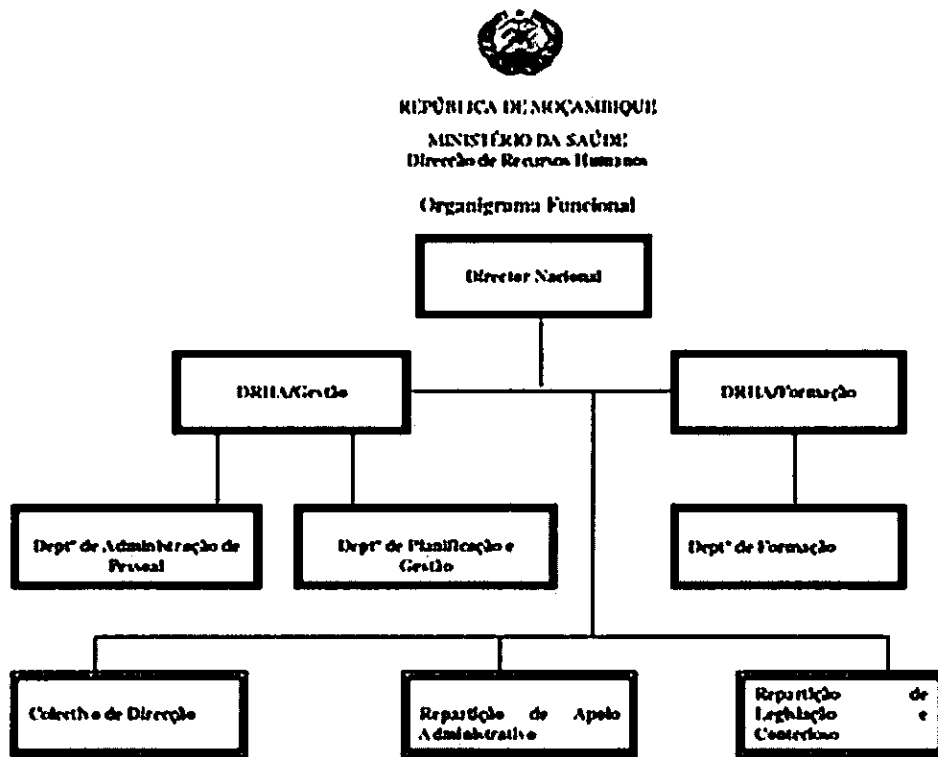 REPÚBLICA DE MOÇAMBIQUE
MINISTÉRIO DA SAÚDE
Direcção de Recursos Humanos
Organigrama Funcional
Director Nacional
DRHA/Gestão
DRHA/Formação
Deptº de Administração de
Pessoal
Deptº de Planificação e
Gestão
Deptº de Formação
Colectivo de Direcção
Repartição de Apoio
Administrativo
Repartição de
Legislação e
Contencioso